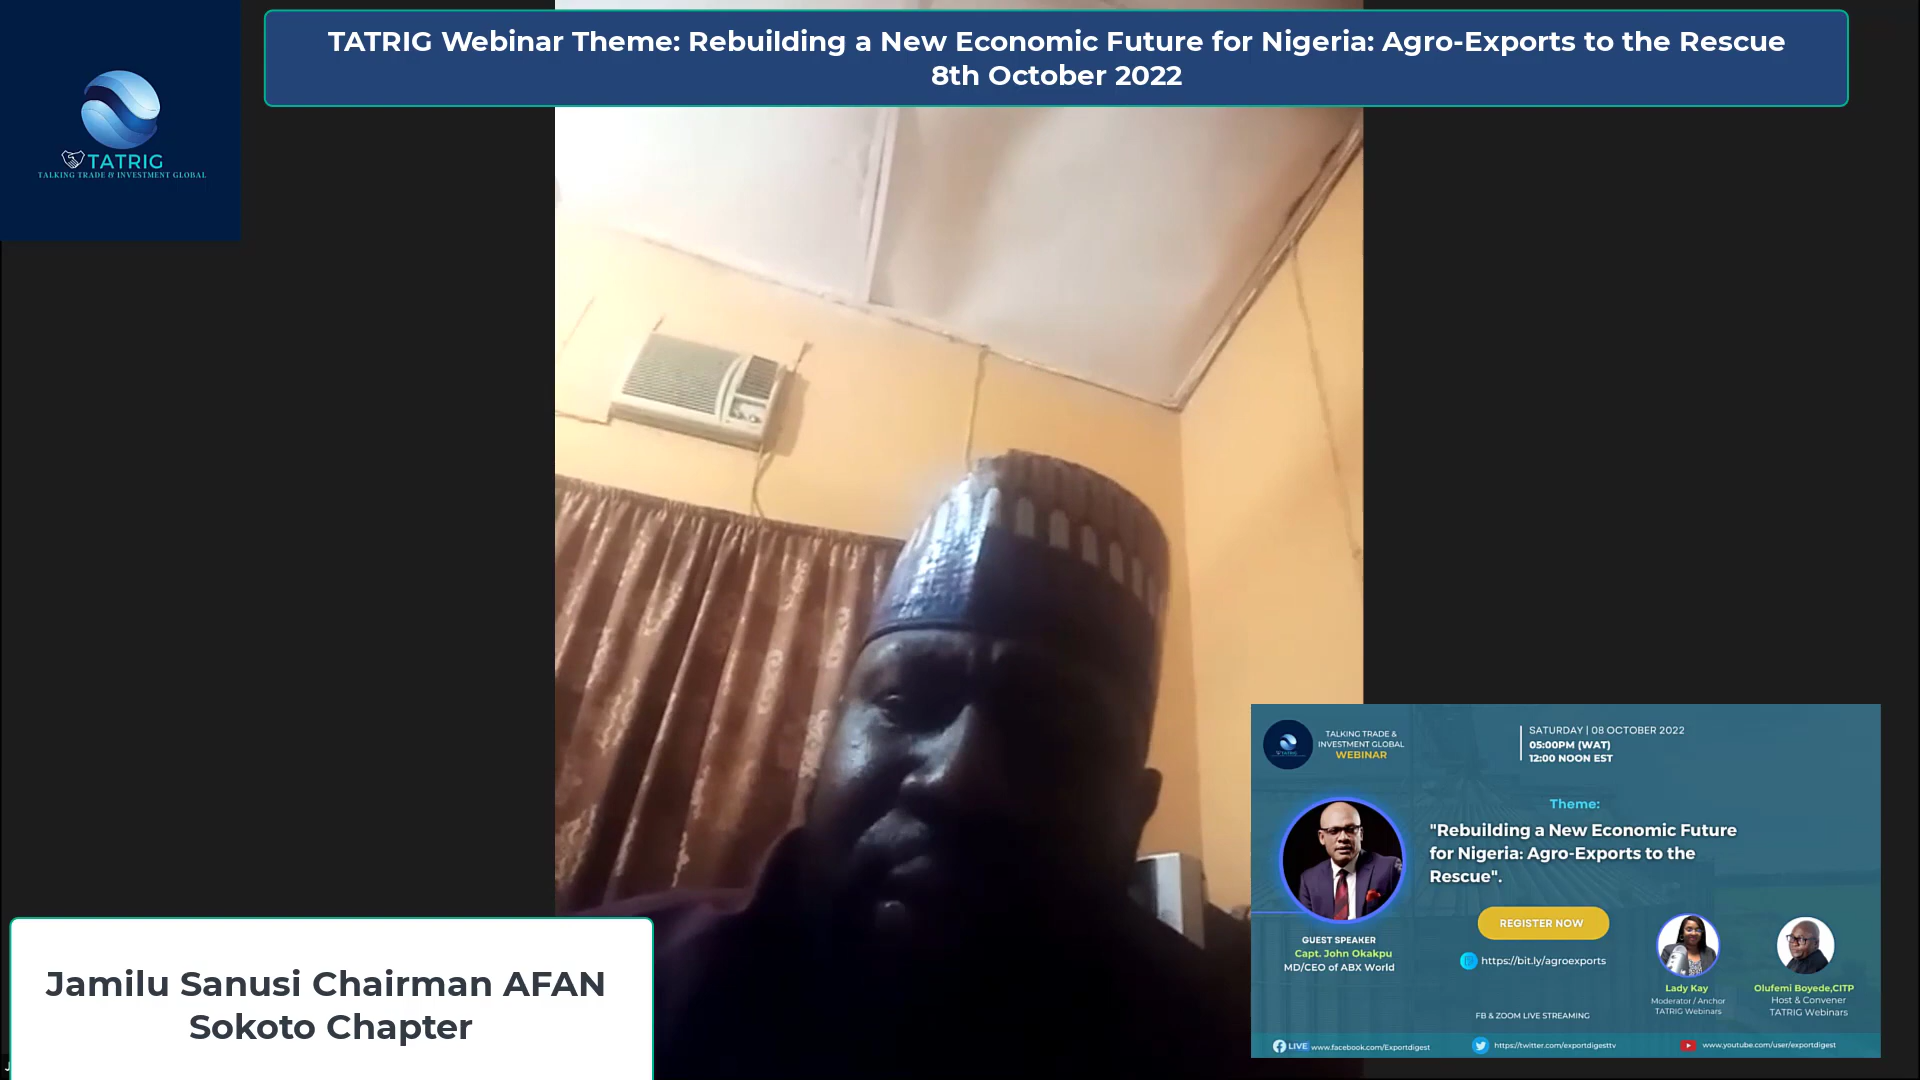 TATRIG Webinar Theme: Rebuilding a New Economic Future for Nigeria: Agro-Exports to the Rescue
8th October 2022
TATRIG
TALKING TRADE & INVESTMENT GLOBAL
Jamilu Sanusi Chairman AFAN
Sokoto Chapter
TALKING TRADE &
INVESTMENT GLOBAL
WEBINAR
SATURDAY | 08 OCTOBER 2022
05:00PM (WAT)
12:00 NOON EST
Theme:
"Rebuilding a New Economic Future
for Nigeria: Agro-Exports to the
Rescue".
REGISTER NOW
https://bit.ly/agroexports
GUEST SPEAKER
Capt. John Okakpu
MD/CEO of ABX World
Lady Kay
Moderator / Anchor
TATRIG Webinars
Olufemi Boyede,CITP
Host & Convener
TATRIG Webinars
FB & ZOOM LIVE STREAMING
LIVE www.facebook.com/Exportdigest
https://twitter.com/exportdigesttv
www.youtube.com/user/exportdigest